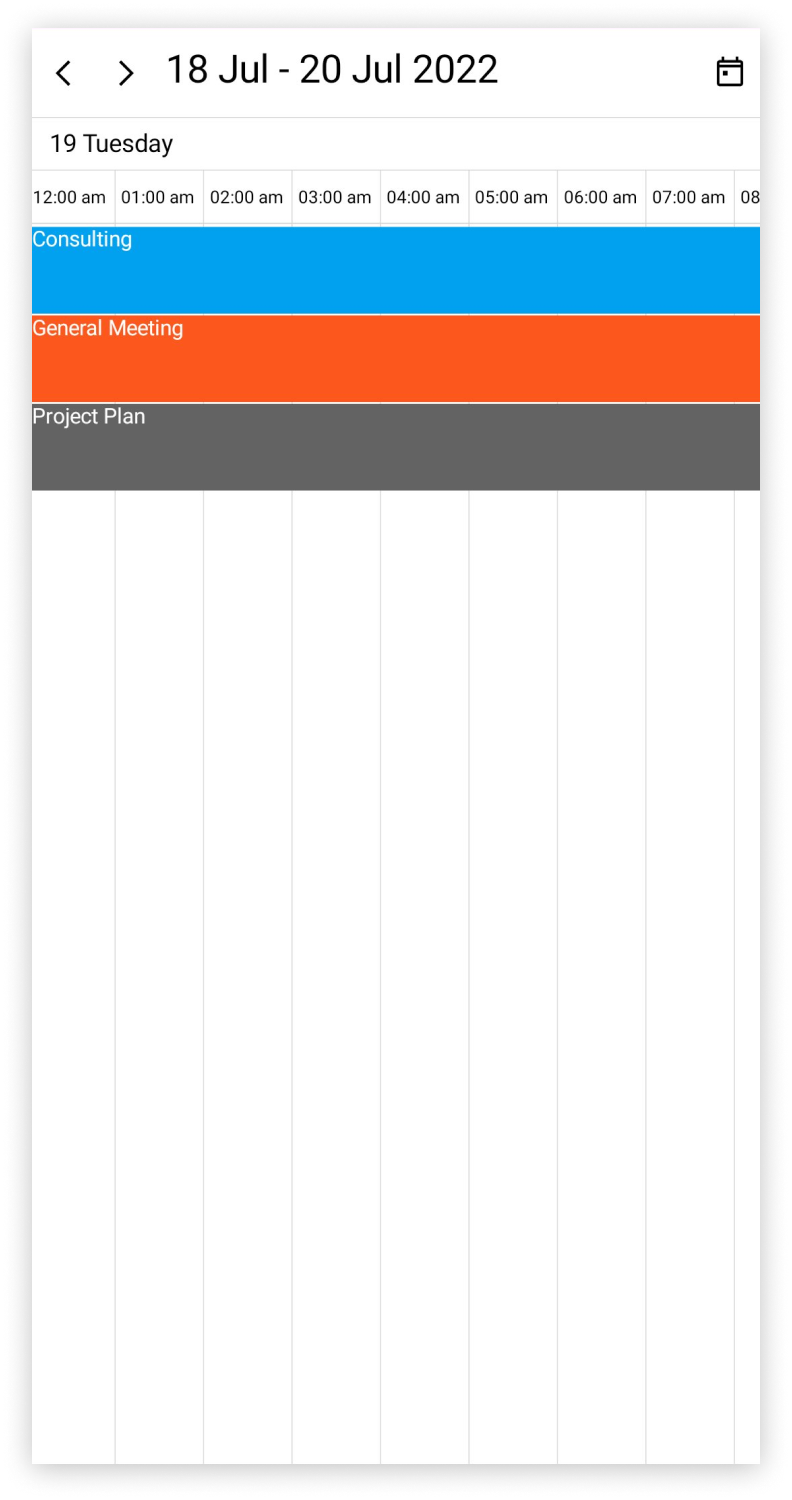 18 Jul - 20 Jul 2022
19 Tuesday
12:00 am 01:00 am 02:00 am 03:00 am 04:00 am 05:00 am 06:00 am 07:00 am 08
Consulting
General Meeting
Project Plan